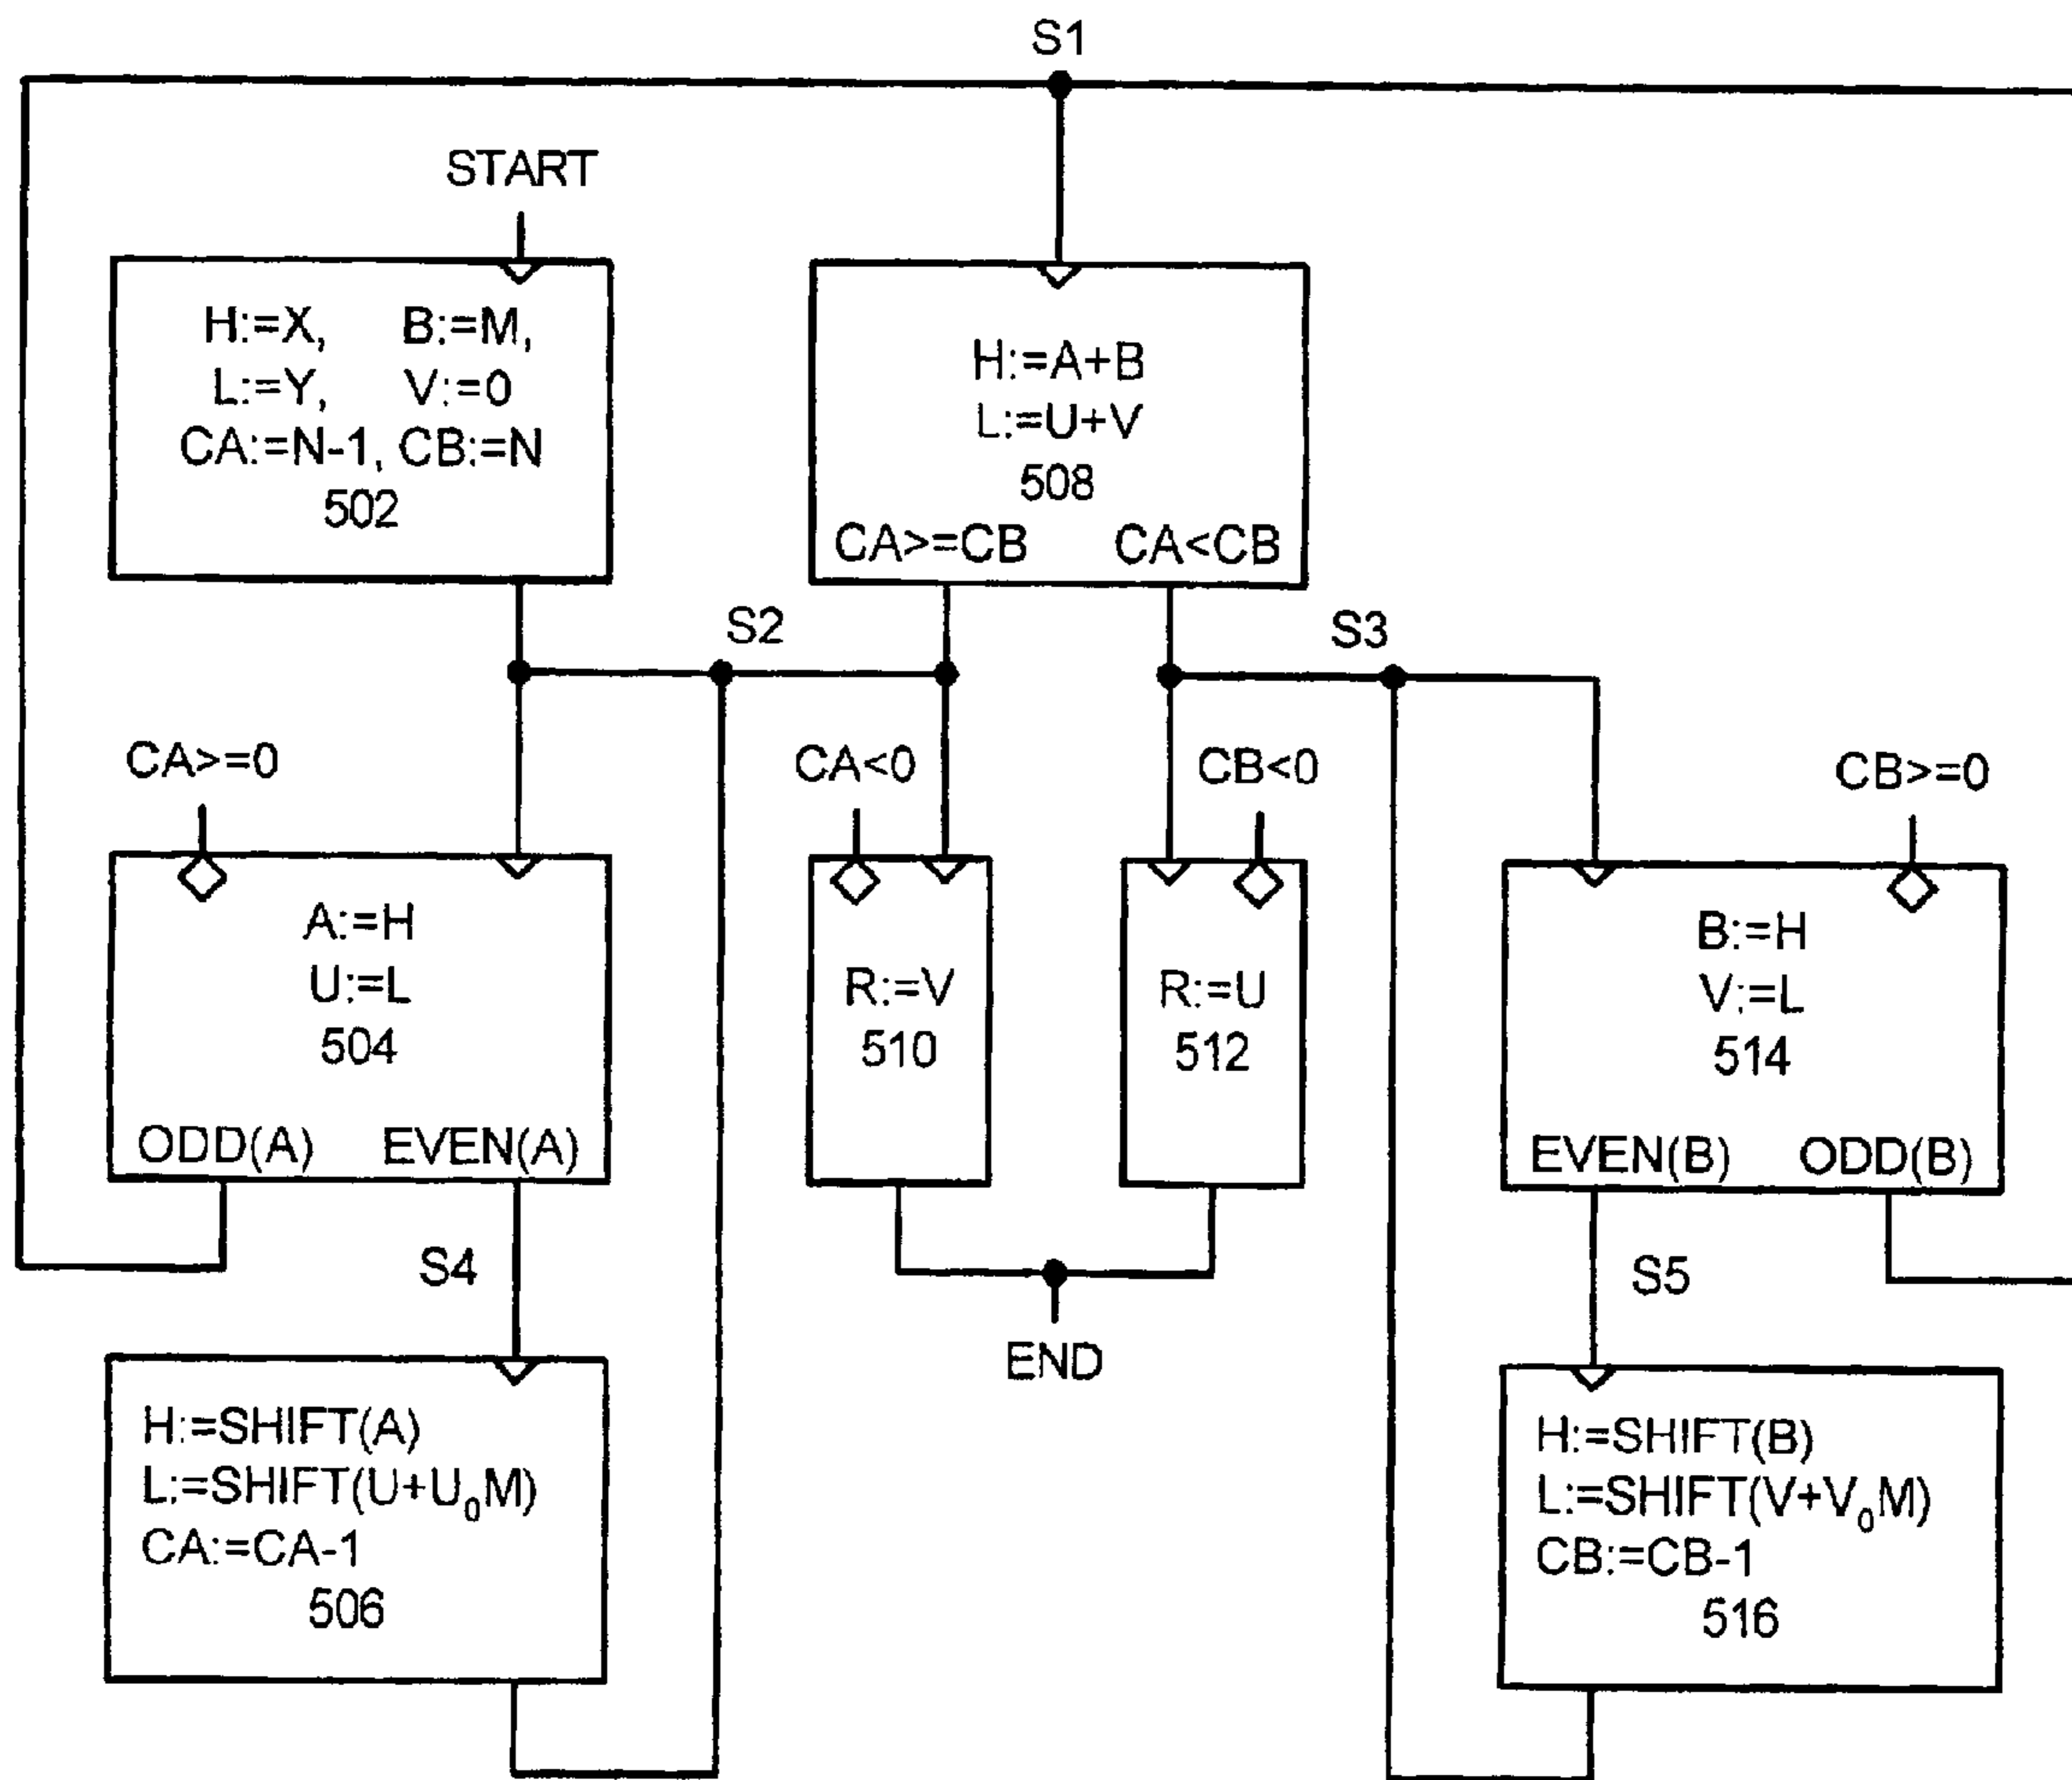 S1
START
H:=X, B:=M,
L:=Y, V:=0
CA:=N-1, CB:=N
502
H:=A+B
L:=U+V
508
CA>=CB CA<CB
S2
S3
CA>=0
CA<0
CB<0
CB>=0
A:=H
U:=L
504
ODD(A) EVEN(A)
R:=V
510
R:=U
512
B:=H
V:=L
514
EVEN(B) ODD(B)
S4
END
S5
H:=SHIFT(A)
L:=SHIFT(U+U₀M)
CA:=CA-1
506
H:=SHIFT(B)
L:=SHIFT(V+V₀M)
CB:=CB-1
516